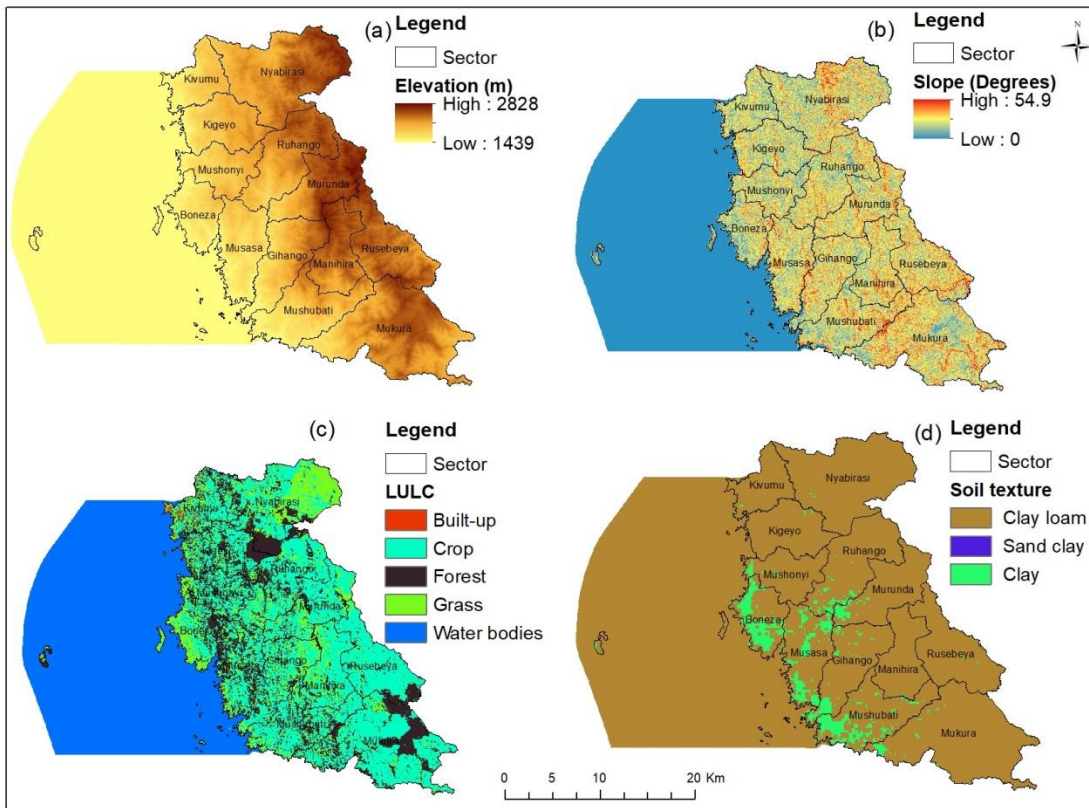 (a)
Legend
Sector
Elevation (m)
High : 2828
Low : 1439
Kivumu
Nyabirasi
Kigeyo
Ruhango
Mushonyi
Murunda
Boneza
Musasa
Gihango
Rusebeya
Manihira
Mushubati
Mukura
(b)
Legend
Sector
Slope (Degrees)
High : 54.9
Low : 0
N
Kivumu
Nyabirasi
Kigeyo
Ruhango
Mushonyi
Murunda
Boneza
Musasa
Gihango
Rusebeya
Manihira
Mushubati
Mukura
(c)
Legend
Sector
LULC
Built-up
Crop
Forest
Grass
Water bodies
Kivumu
Nyabirasi
Ruhango
Murunda
Boneza
Gihango
Rusebeya
Manihira
(d)
Legend
Sector
Soil texture
Clay loam
Sand clay
Clay
Kivumu
Nyabirasi
Kigeyo
Ruhango
Mushonyi
Murunda
Boneza
Musasa
Gihango
Rusebeya
Manihira
Mushubati
Mukura
0 5 10 20 Km